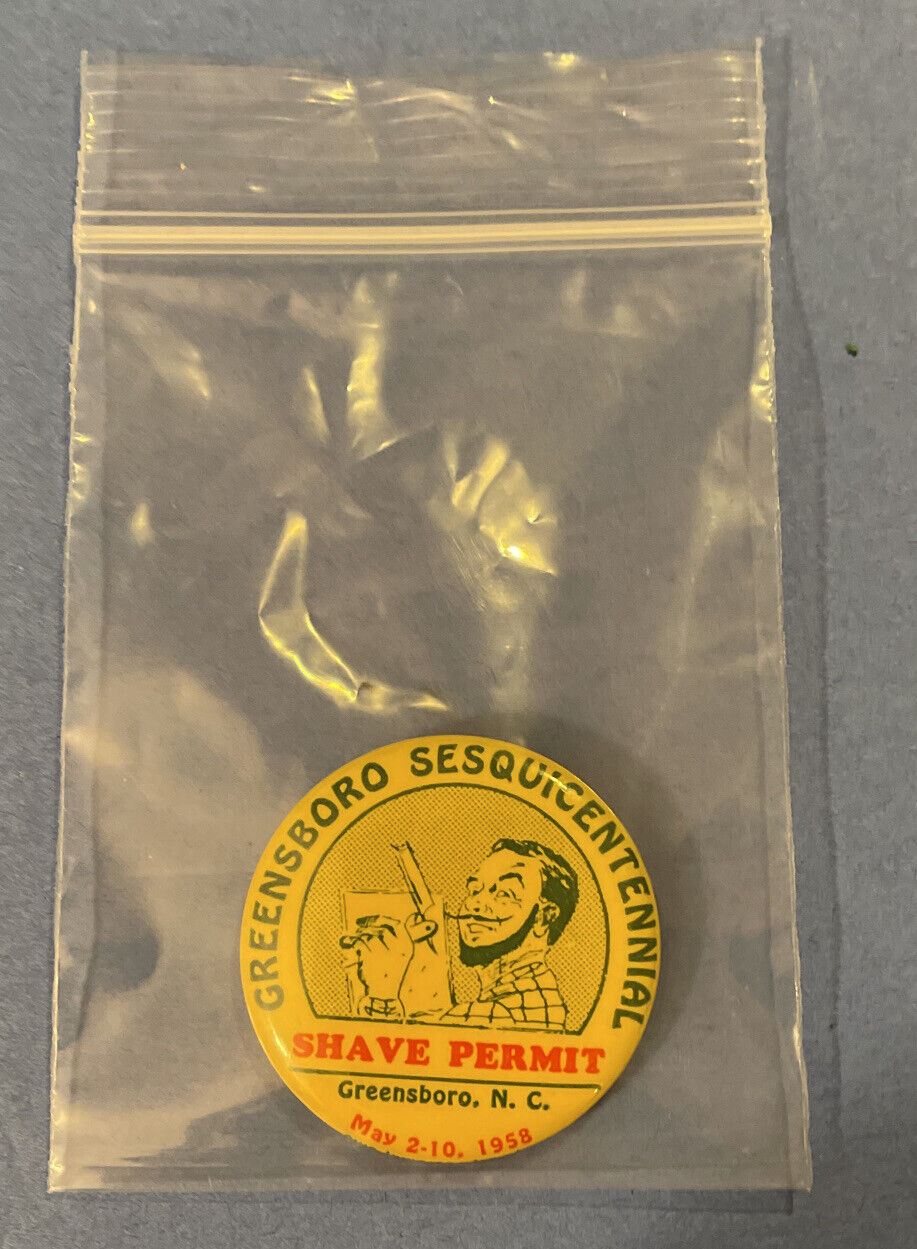 GREENSBORO SESQUICENTENNIAL
SHAVE PERMIT
Greensboro, N. C.
May 2-10, 1958